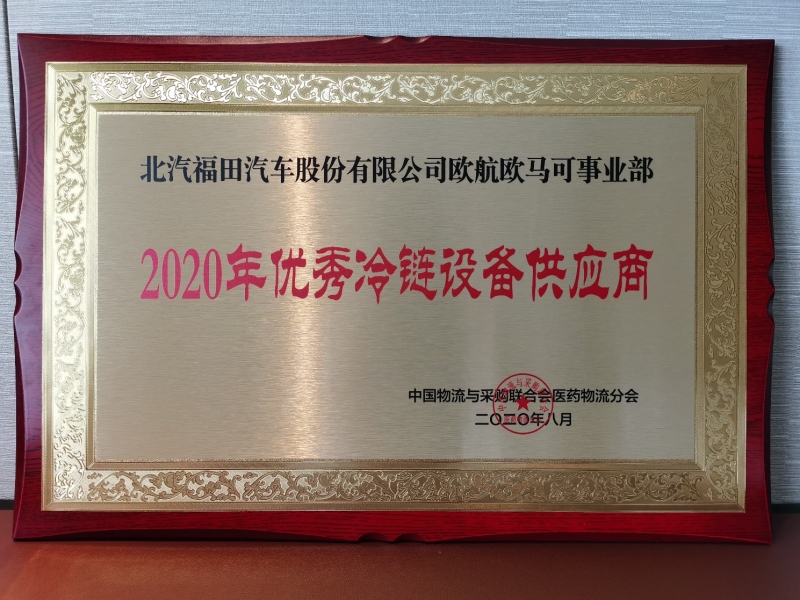 北汽福田汽车股份有限公司欧航欧马可事业部
2020年优秀冷链设备供应商
中国物流与采购联合会医药物流分会
二〇二〇年八月